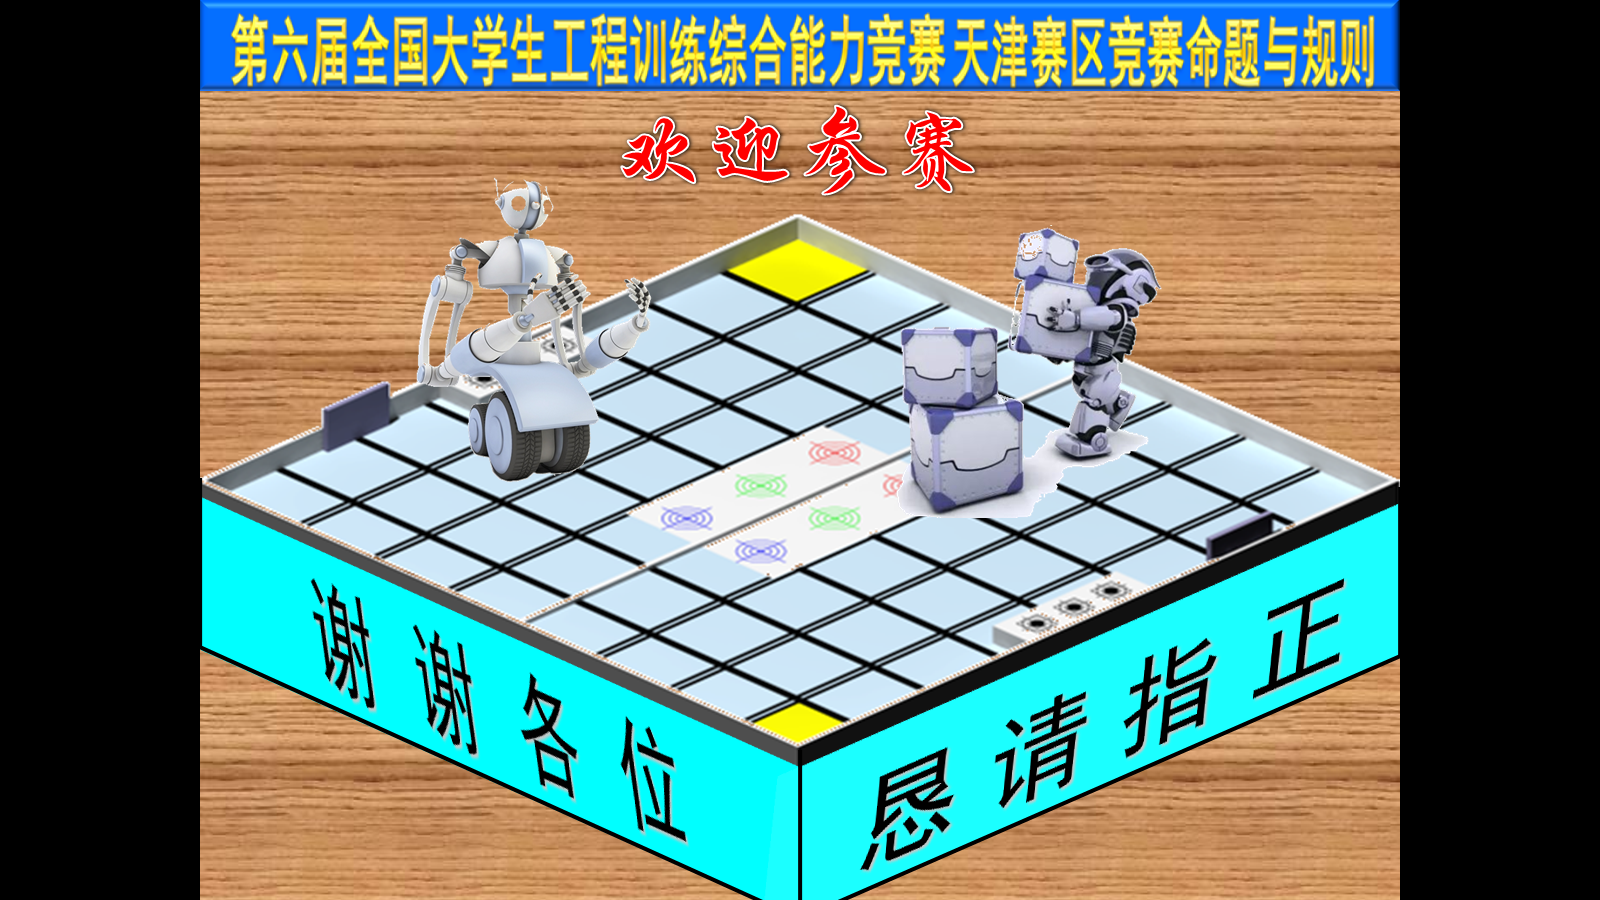 第六届全国大学生工程训练综合能力竞赛天津赛区竞赛命题与规则
欢迎参赛
谢谢各位
恳请指正